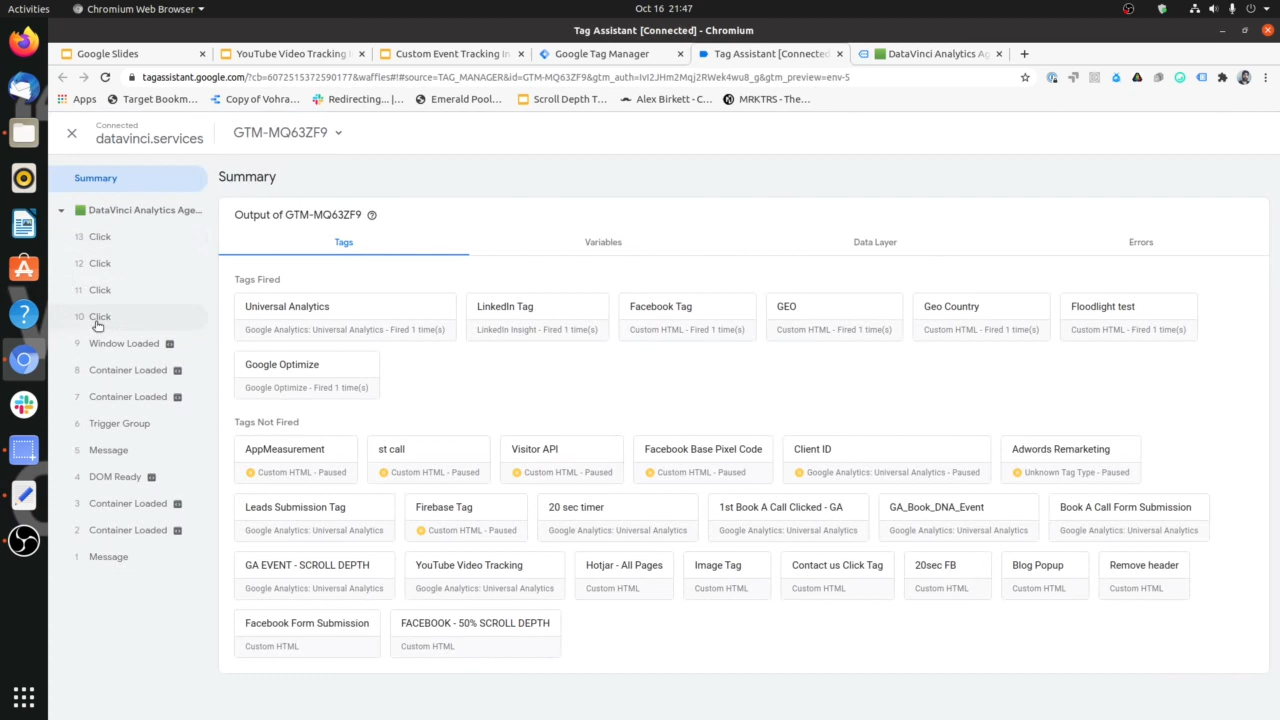 Activities Chromium Web Browser Oct 16 21:47
Tag Assistant [Connected] - Chromium
Google Slides YouTube Video Tracking Custom Event Tracking In Google Tag Manager Tag Assistant [Connected] DataVinci Analytics Ag
tagassistant.google.com/?cb=6072515372590177&waffles#!#source=TAG_MANAGER&id=GTM-MQ63ZF9&gtm_auth=IvI2JHm2Mqj2RWek4wu8_g&gtm_preview=env-5
Apps Target Bookm... Copy of Vohra... Redirecting... |... Emerald Pool... Scroll Depth T... Alex Birkett - C... MRKTRS - The...
Connected
datavinci.services
GTM-MQ63ZF9
Summary
DataVinci Analytics Age...
13 Click
12 Click
11 Click
10 Click
9 Window Loaded
8 Container Loaded
7 Container Loaded
6 Trigger Group
5 Message
4 DOM Ready
3 Container Loaded
2 Container Loaded
1 Message
Summary
Output of GTM-MQ63ZF9
Tags Variables Data Layer Errors
Tags Fired
Universal Analytics LinkedIn Tag Facebook Tag GEO Geo Country Floodlight test
Google Analytics: Universal Analytics - Fired 1 time(s) LinkedIn Insight - Fired 1 time(s) Custom HTML - Fired 1 time(s) Custom HTML - Fired 1 time(s) Custom HTML - Fired 1 time(s) Custom HTML - Fired 1 time(s)
Google Optimize
Google Optimize - Fired 1 time(s)
Tags Not Fired
AppMeasurement st call Visitor API Facebook Base Pixel Code Client ID Adwords Remarketing
Custom HTML - Paused Custom HTML - Paused Custom HTML - Paused Custom HTML - Paused Google Analytics: Universal Analytics - Paused Unknown Tag Type - Paused
Leads Submission Tag Firebase Tag 20 sec timer 1st Book A Call Clicked - GA GA_Book_DNA_Event Book A Call Form Submission
Google Analytics: Universal Analytics Custom HTML - Paused Google Analytics: Universal Analytics Google Analytics: Universal Analytics Google Analytics: Universal Analytics Google Analytics: Universal Analytics
GA EVENT - SCROLL DEPTH YouTube Video Tracking Hotjar - All Pages Image Tag Contact us Click Tag 20sec FB Blog Popup Remove header
Google Analytics: Universal Analytics Google Analytics: Universal Analytics Custom HTML Custom HTML Custom HTML Custom HTML Custom HTML Custom HTML
Facebook Form Submission FACEBOOK - 50% SCROLL DEPTH
Custom HTML Custom HTML